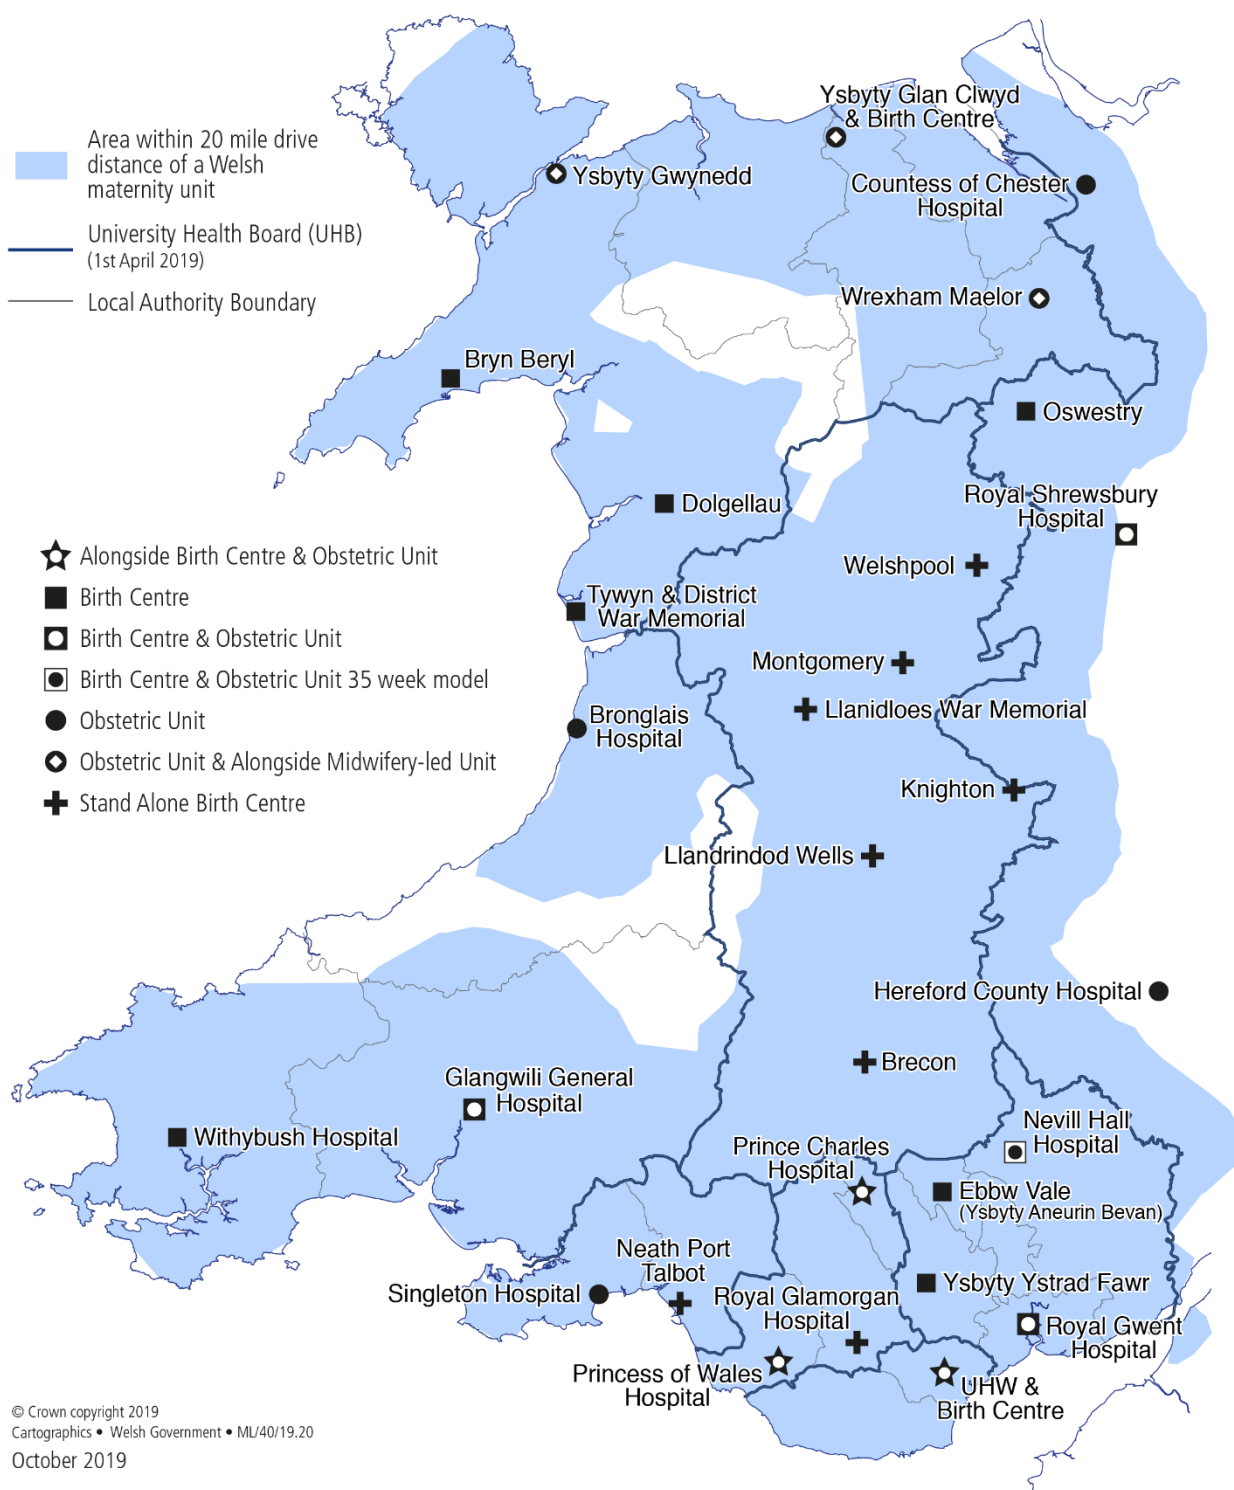 Area within 20 mile drive
distance of a Welsh
maternity unit
University Health Board (UHB)
(1st April 2019)
Local Authority Boundary
Ysbyty Glan Clwyd
& Birth Centre
Ysbyty Gwynedd
Countess of Chester
Hospital
Wrexham Maelor
Bryn Beryl
Oswestry
Dolgellau
Royal Shrewsbury
Hospital
Alongside Birth Centre & Obstetric Unit
Birth Centre
Birth Centre & Obstetric Unit
Birth Centre & Obstetric Unit 35 week model
Obstetric Unit
Obstetric Unit & Alongside Midwifery-led Unit
Stand Alone Birth Centre
Welshpool
Tywyn & District
War Memorial
Montgomery
Llanidloes War Memorial
Bronglais
Hospital
Knighton
Llandrindod Wells
Hereford County Hospital
Brecon
Glangwili General
Hospital
Withybush Hospital
Nevill Hall
Hospital
Prince Charles
Hospital
Ebbw Vale
(Ysbyty Aneurin Bevan)
Neath Port
Talbot
Singleton Hospital
Ysbyty Ystrad Fawr
Royal Glamorgan
Hospital
Royal Gwent
Hospital
Princess of Wales
Hospital
UHW &
Birth Centre
© Crown copyright 2019
Cartographics • Welsh Government • ML/40/19.20
October 2019